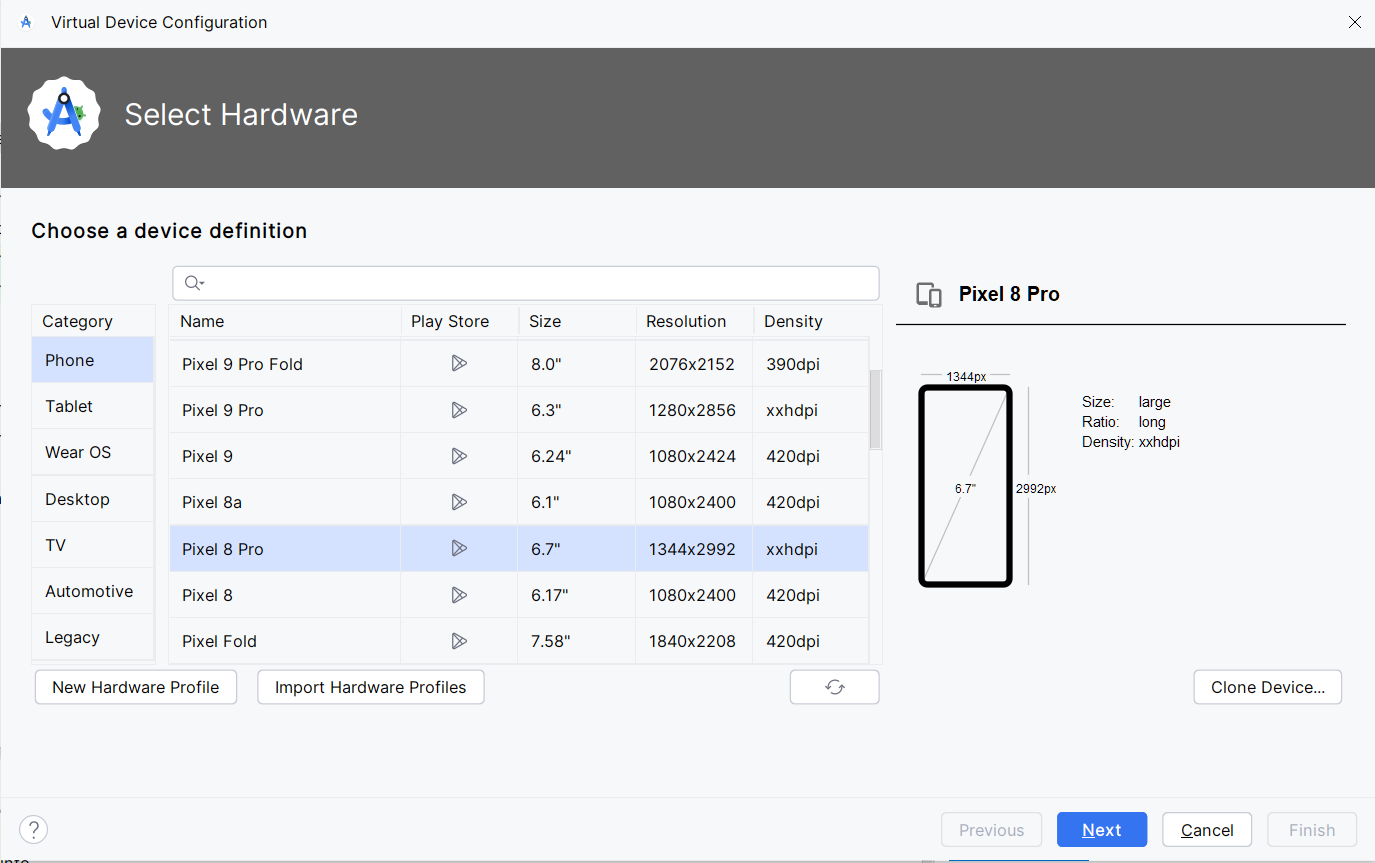 Virtual Device Configuration
Select Hardware
Choose a device definition
Category
Phone
Tablet
Wear OS
Desktop
TV
Automotive
Legacy
Name Play Store Size Resolution Density
Pixel 9 Pro Fold 8.0" 2076x2152 390dpi
Pixel 9 Pro 6.3" 1280x2856 xxhdpi
Pixel 9 6.24" 1080x2424 420dpi
Pixel 8a 6.1" 1080x2400 420dpi
Pixel 8 Pro 6.7" 1344x2992 xxhdpi
Pixel 8 6.17" 1080x2400 420dpi
Pixel Fold 7.58" 1840x2208 420dpi
Pixel 8 Pro
1344px
6.7"
2992px
Size: large
Ratio: long
Density: xxhdpi
New Hardware Profile Import Hardware Profiles Clone Device...
? Previous Next Cancel Finish